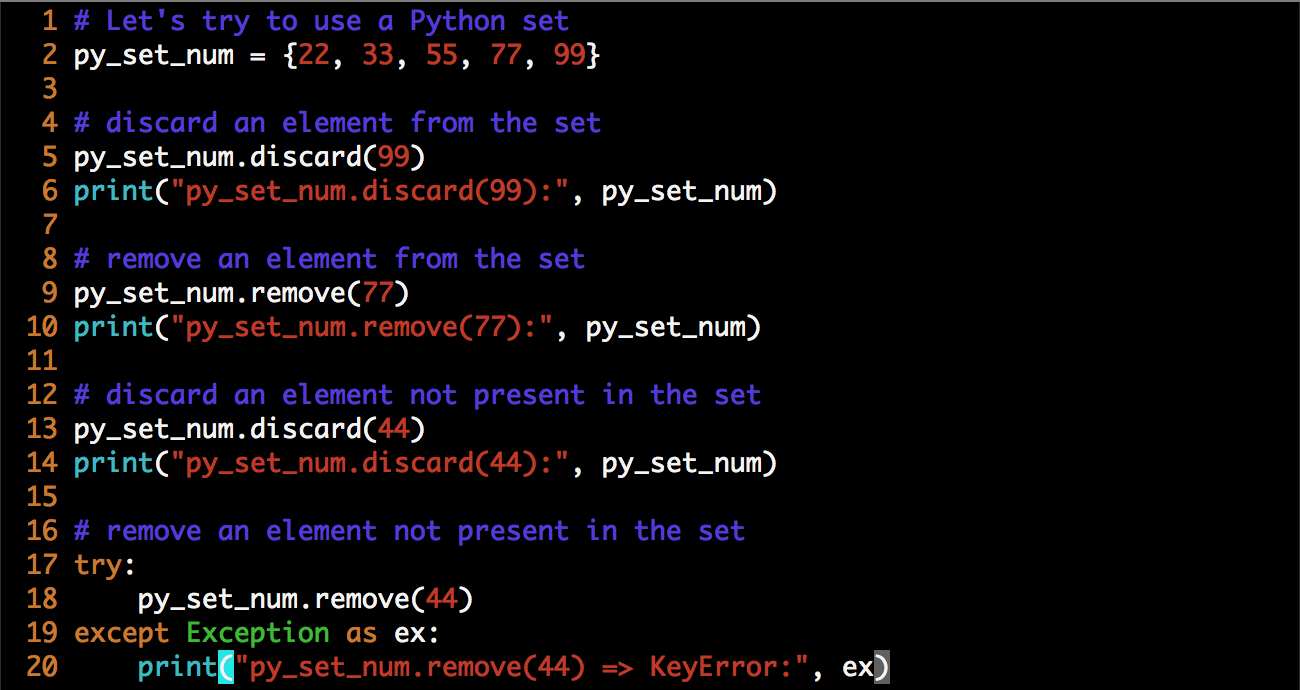 1 # Let's try to use a Python set
2 py_set_num = {22, 33, 55, 77, 99}
3
4 # discard an element from the set
5 py_set_num.discard(99)
6 print("py_set_num.discard(99):", py_set_num)
7
8 # remove an element from the set
9 py_set_num.remove(77)
10 print("py_set_num.remove(77):", py_set_num)
11
12 # discard an element not present in the set
13 py_set_num.discard(44)
14 print("py_set_num.discard(44):", py_set_num)
15
16 # remove an element not present in the set
17 try:
18     py_set_num.remove(44)
19 except Exception as ex:
20     print("py_set_num.remove(44) => KeyError:", ex)